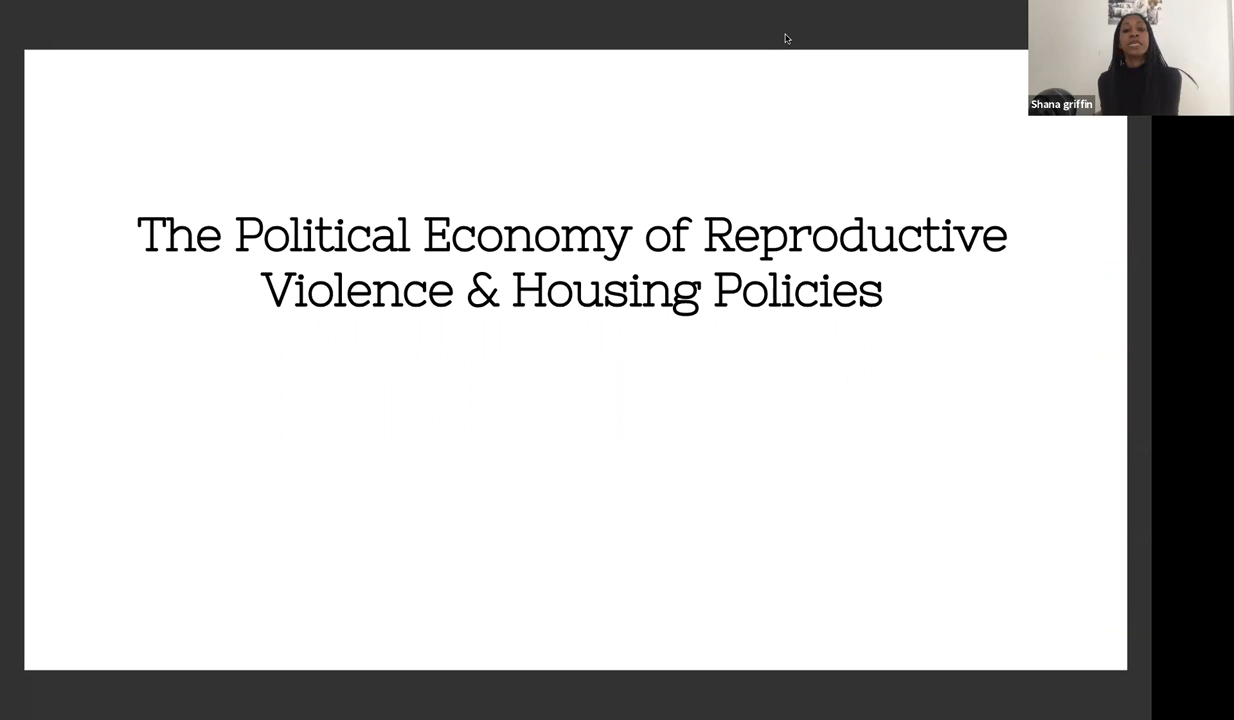 The Political Economy of Reproductive
Violence & Housing Policies
Shana griffin